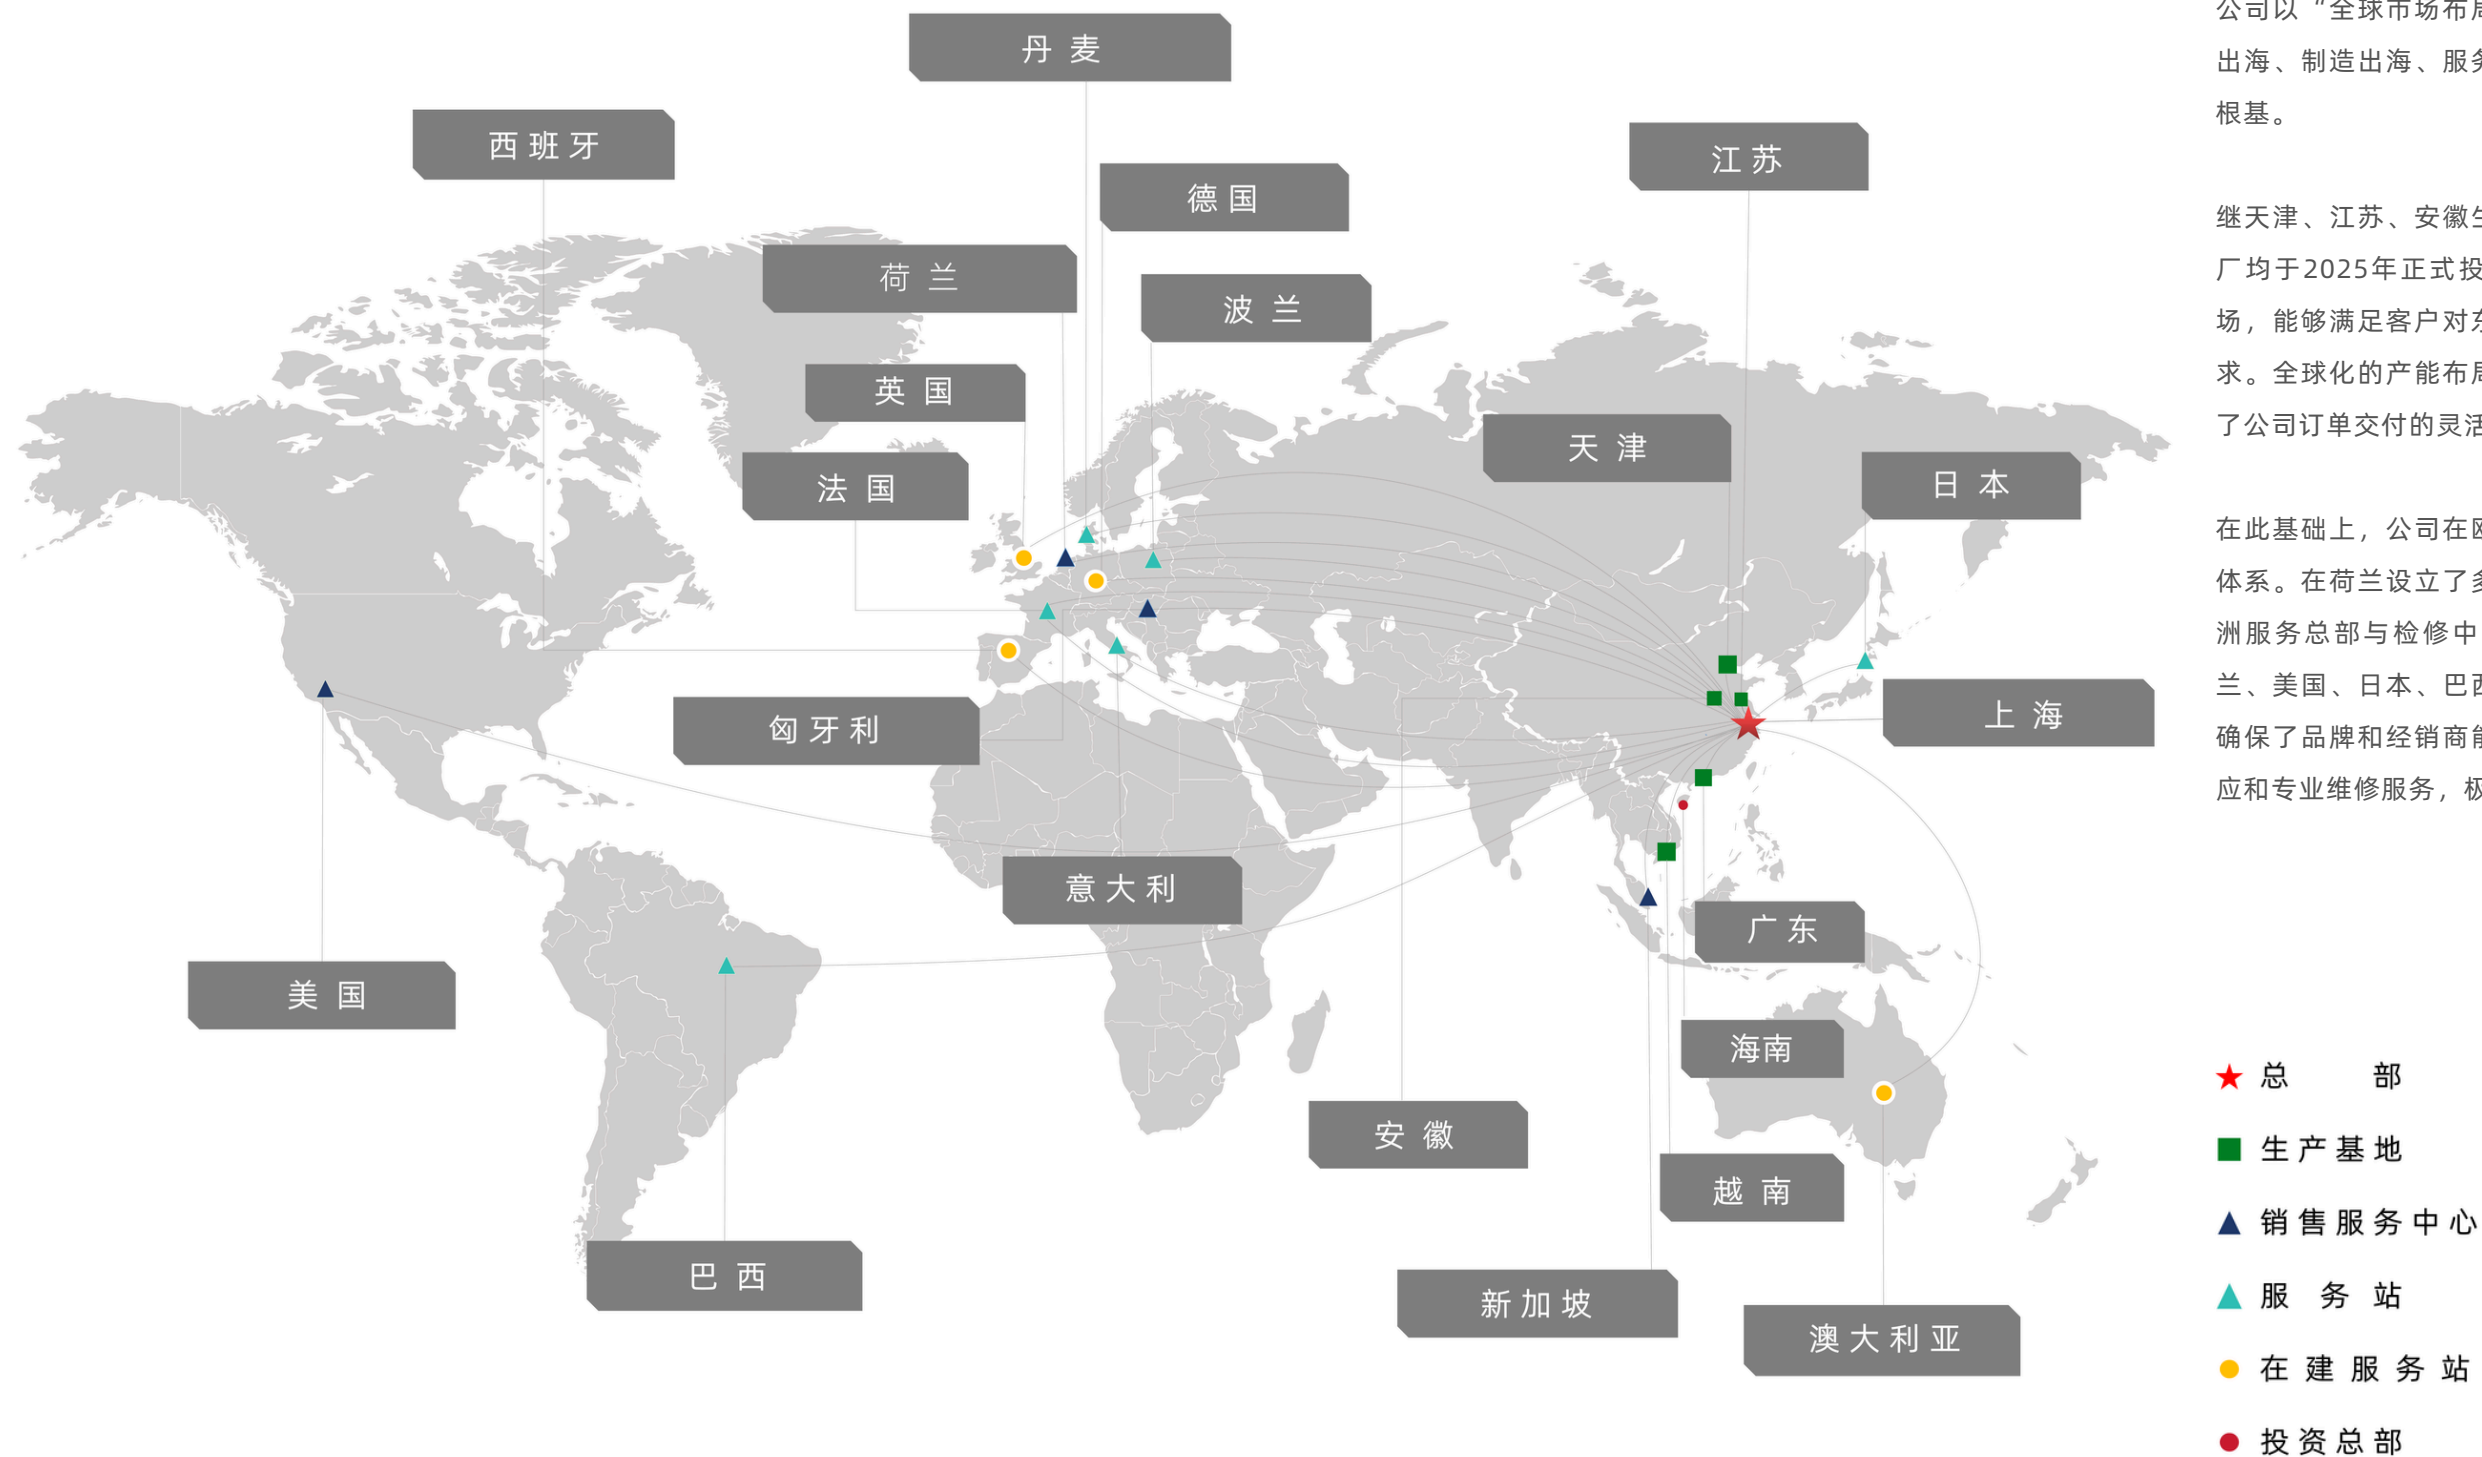 丹 麦
西班牙
江苏
德国
荷 兰
波 兰
英 国
法 国
天 津
日 本
匈牙利
上 海
意大利
广东
美 国
海南
安 徽
越 南
巴 西
新加坡
澳大利亚
公司以“全球市场布局
出海、制造出海、服务
根基。
继天津、江苏、安徽生
厂均于2025年正式投
场，能够满足客户对东
求。全球化的产能布局
了公司订单交付的灵活
在此基础上，公司在欧
体系。在荷兰设立了多
洲服务总部与检修中
兰、美国、日本、巴西
确保了品牌和经销商能
应和专业维修服务，极
总 部
生产基地
销售服务中心
服 务 站
在建服务站
投资总部